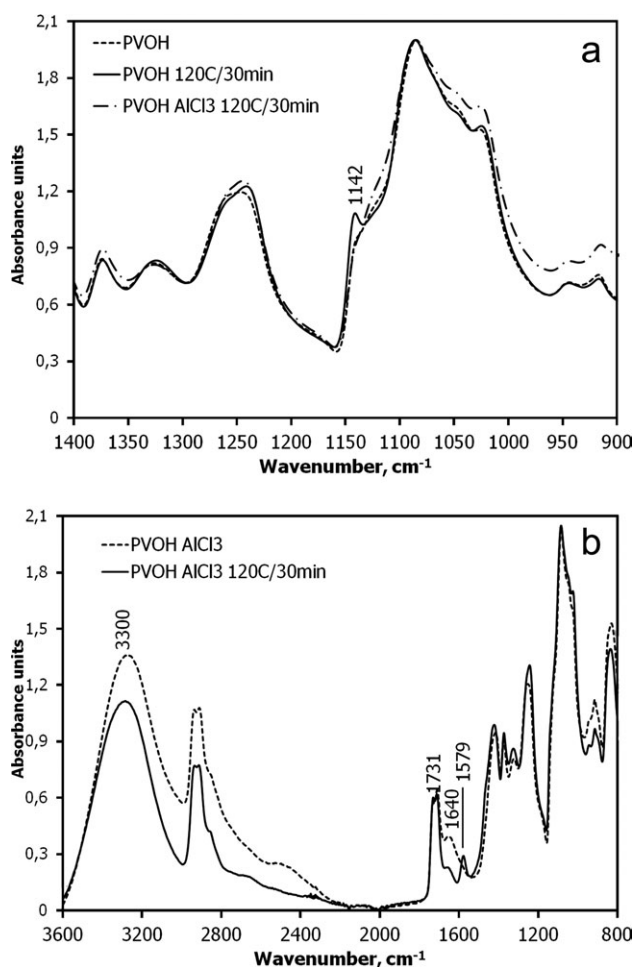 a
PVOH
PVOH 120C/30min
PVOH AlCl3 120C/30min
1142
Absorbance units
2,1
1,8
1,5
1,2
0,9
0,6
0,3
0
1400 1350 1300 1250 1200 1150 1100 1050 1000 950 900
Wavenumber, cm⁻¹
b
PVOH AlCl3
PVOH AlCl3 120C/30min
3300
1731
1640
1579
Absorbance units
2,1
1,8
1,5
1,2
0,9
0,6
0,3
0
3600 3200 2800 2400 2000 1600 1200 800
Wavenumber, cm⁻¹